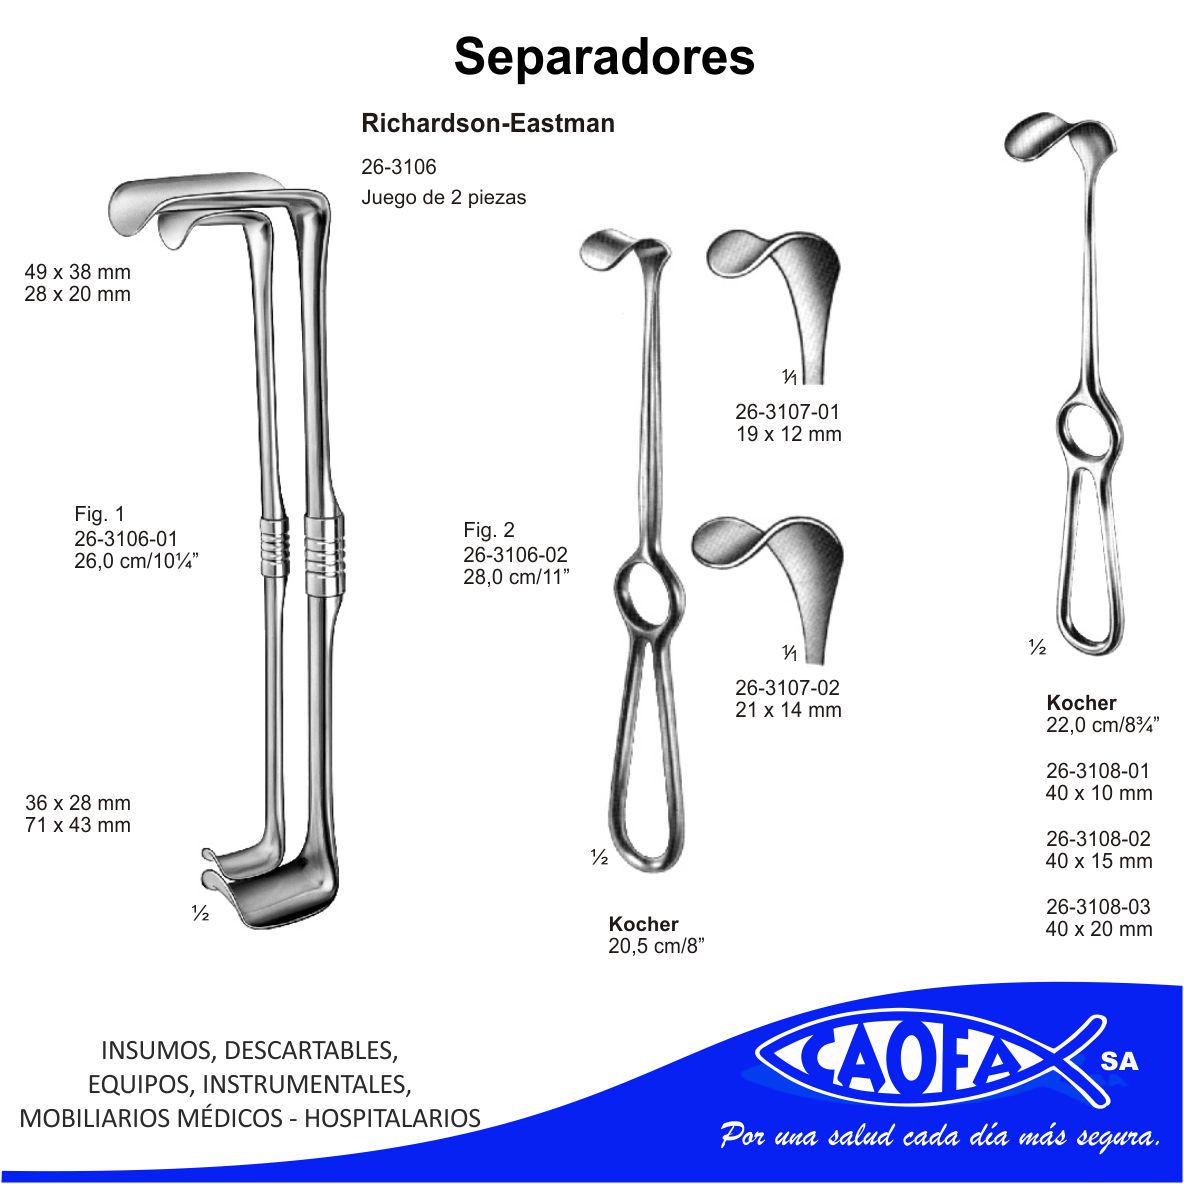 Separadores
Richardson-Eastman
26-3106
Juego de 2 piezas
49 x 38 mm
28 x 20 mm
Fig. 1
26-3106-01
26,0 cm/10¼”
36 x 28 mm
71 x 43 mm
½
Fig. 2
26-3106-02
28,0 cm/11”
½
Kocher
20,5 cm/8”
1/1
26-3107-01
19 x 12 mm
1/1
26-3107-02
21 x 14 mm
½
Kocher
22,0 cm/8¾”
26-3108-01
40 x 10 mm
26-3108-02
40 x 15 mm
26-3108-03
40 x 20 mm
INSUMOS, DESCARTABLES,
EQUIPOS, INSTRUMENTALES,
MOBILIARIOS MÉDICOS - HOSPITALARIOS
CAOFA SA
Por una salud cada día más segura.